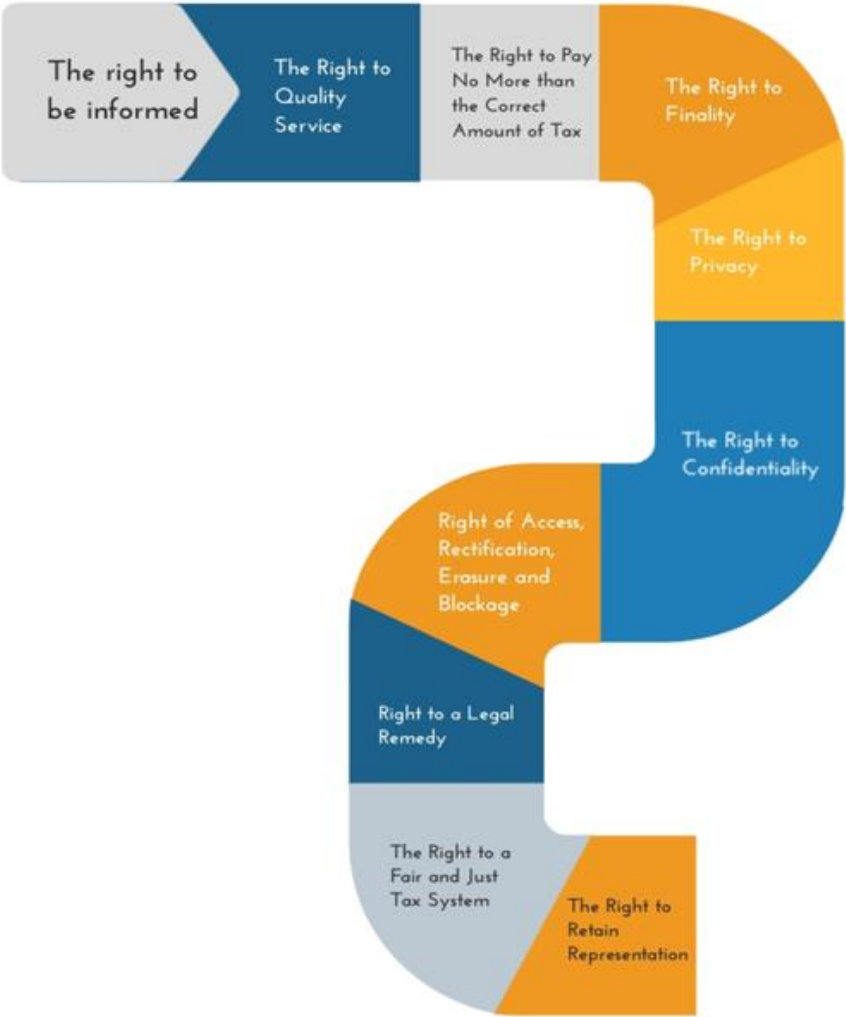 The right to
be informed
The Right to
Quality
Service
The Right to Pay
No More than
the Correct
Amount of Tax
The Right to
Finality
The Right to
Privacy
The Right to
Confidentiality
Right of Access,
Rectification,
Erasure and
Blockage
Right to a Legal
Remedy
The Right to a
Fair and Just
Tax System
The Right to
Retain
Representation